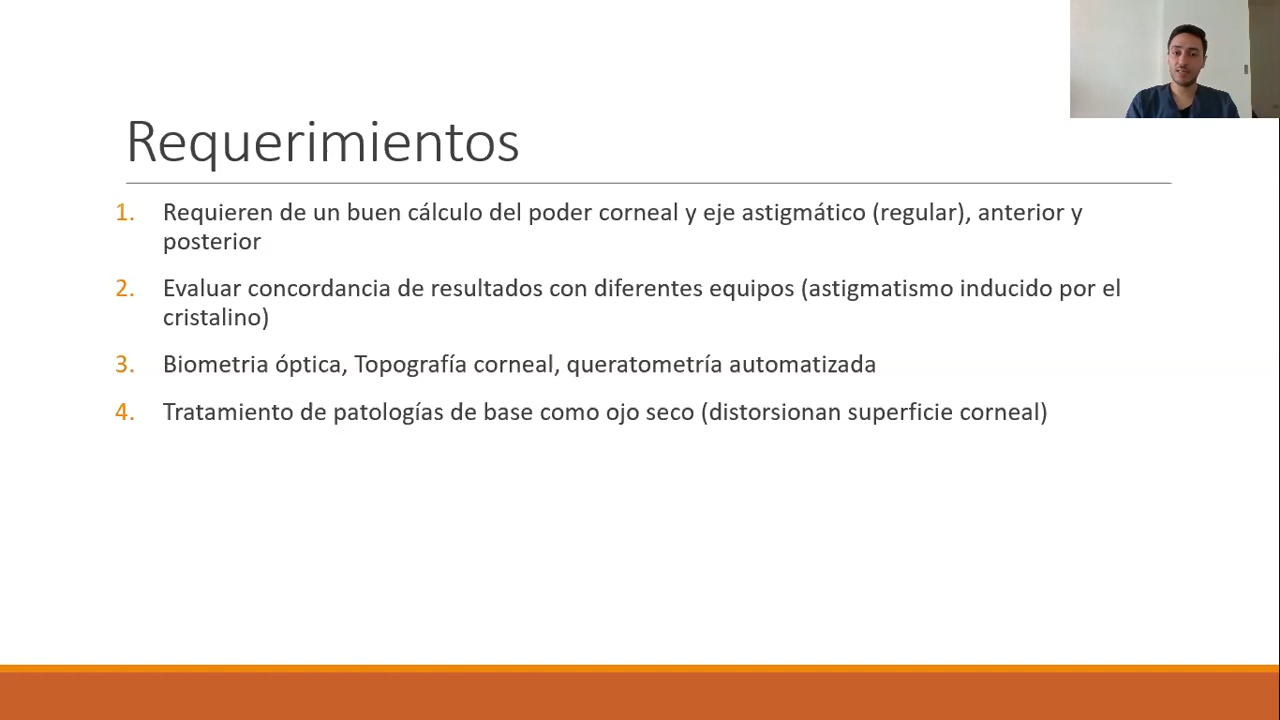 Requerimientos
1. Requieren de un buen cálculo del poder corneal y eje astigmático (regular), anterior y
posterior
2. Evaluar concordancia de resultados con diferentes equipos (astigmatismo inducido por el
cristalino)
3. Biometria óptica, Topografía corneal, queratometría automatizada
4. Tratamiento de patologías de base como ojo seco (distorsionan superficie corneal)